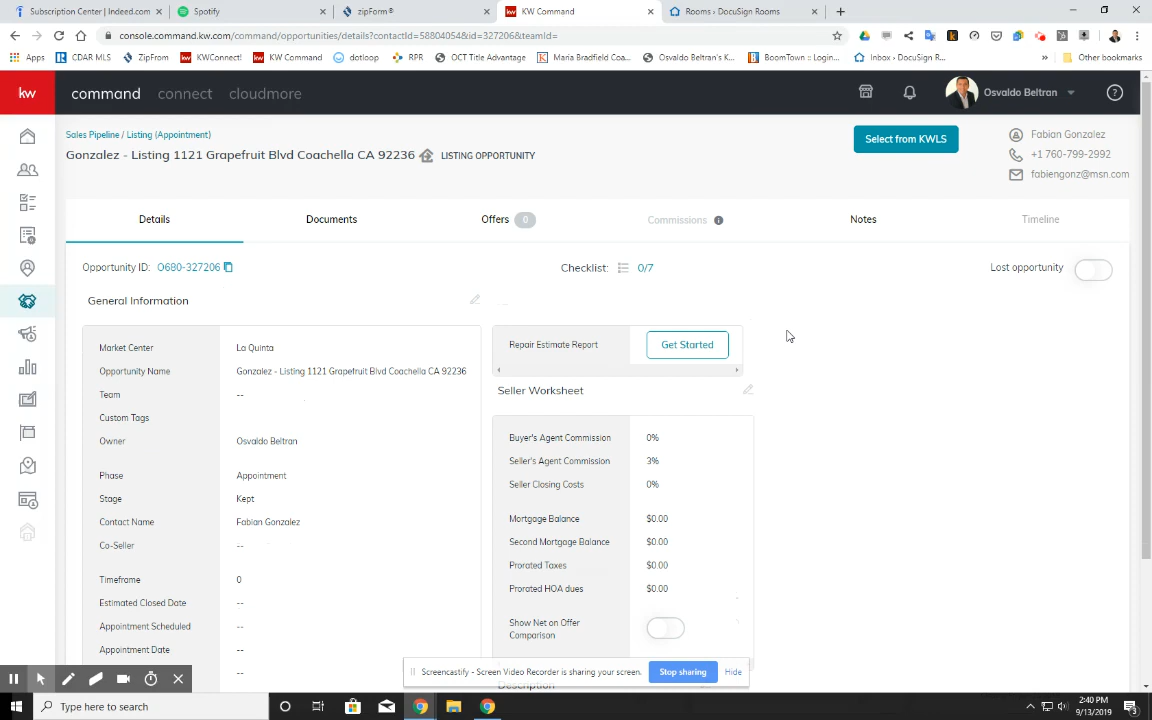 Subscription Center | Indeed.com
Spotify
zipForm®
KW Command
Rooms › DocuSign Rooms
console.command.kw.com/command/opportunities/details?contactId=58804054&id=327206&teamId=
Apps
CDAR MLS
ZipForm
KWConnect!
KW Command
dotloop
RPR
OCT Title Advantage
Maria Bradfield Coa...
Osvaldo Beltran's K...
BoomTown :: Login...
Inbox › DocuSign R...
»
Other bookmarks
kw
command
connect
cloudmore
Osvaldo Beltran
Sales Pipeline / Listing (Appointment)
Gonzalez - Listing 1121 Grapefruit Blvd Coachella CA 92236
LISTING OPPORTUNITY
Select from KWLS
Fabian Gonzalez
+1 760-799-2992
fabiengonz@msn.com
Details
Documents
Offers 0
Commissions
Notes
Timeline
Opportunity ID: O680-327206
Checklist: 0/7
Lost opportunity
General Information
Market Center La Quinta
Opportunity Name Gonzalez - Listing 1121 Grapefruit Blvd Coachella CA 92236
Team --
Custom Tags
Owner Osvaldo Beltran
Phase Appointment
Stage Kept
Contact Name Fabian Gonzalez
Co-Seller --
Timeframe 0
Estimated Closed Date --
Appointment Scheduled --
Appointment Date --
--
Repair Estimate Report
Get Started
Seller Worksheet
Buyer's Agent Commission 0%
Seller's Agent Commission 3%
Seller Closing Costs 0%
Mortgage Balance $0.00
Second Mortgage Balance $0.00
Prorated Taxes $0.00
Prorated HOA dues $0.00
Show Net on Offer
Comparison
Screencastify - Screen Video Recorder is sharing your screen.
Stop sharing
Hide
Description
Type here to search
2:40 PM
9/13/2019
3